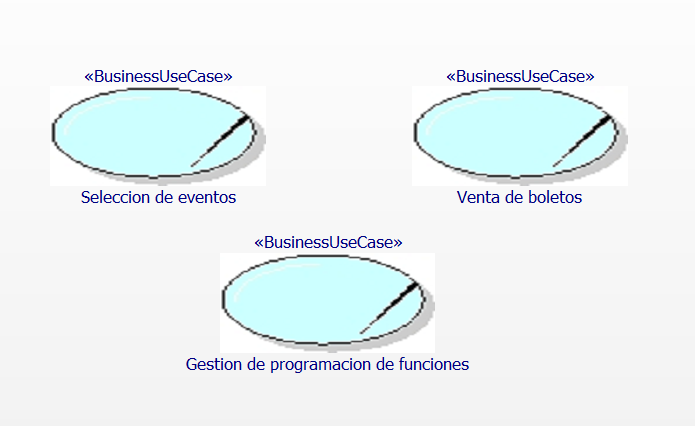 «BusinessUseCase»
«BusinessUseCase»
Seleccion de eventos
Venta de boletos
«BusinessUseCase»
Gestion de programacion de funciones